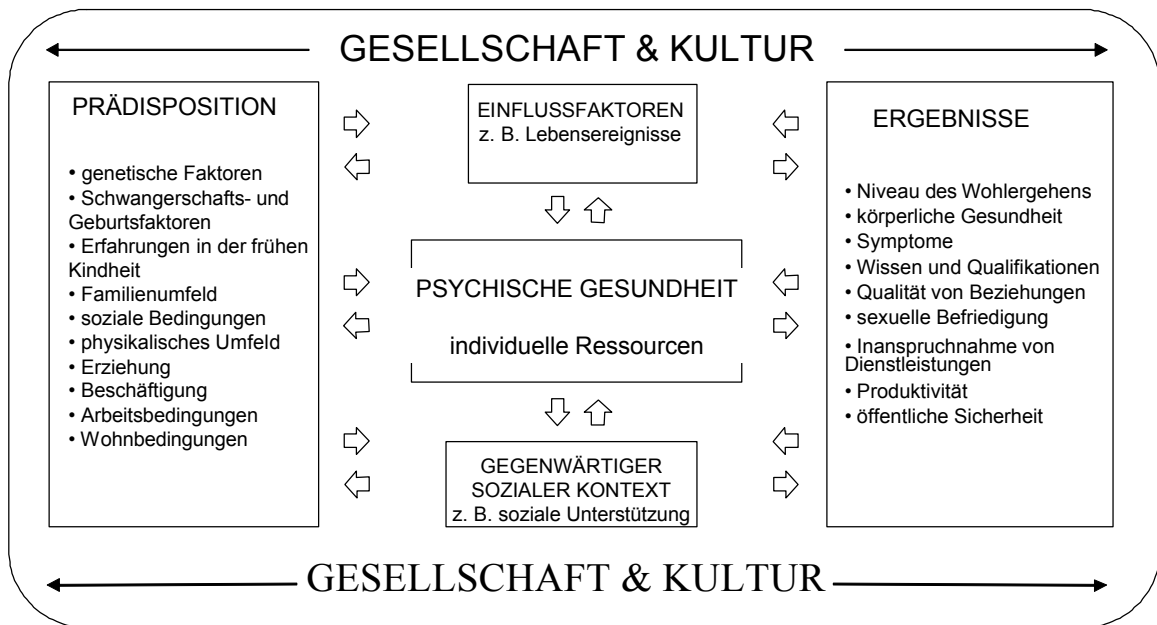 GESELLSCHAFT & KULTUR
PRÄDISPOSITION
• genetische Faktoren
• Schwangerschafts- und
Geburtsfaktoren
• Erfahrungen in der frühen
Kindheit
• Familienumfeld
• soziale Bedingungen
• physikalisches Umfeld
• Erziehung
• Beschäftigung
• Arbeitsbedingungen
• Wohnbedingungen
EINFLUSSFAKTOREN
z. B. Lebensereignisse
PSYCHISCHE GESUNDHEIT
individuelle Ressourcen
GEGENWÄRTIGER
SOZIALER KONTEXT
z. B. soziale Unterstützung
ERGEBNISSE
• Niveau des Wohlergehens
• körperliche Gesundheit
• Symptome
• Wissen und Qualifikationen
• Qualität von Beziehungen
• sexuelle Befriedigung
• Inanspruchnahme von
Dienstleistungen
• Produktivität
• öffentliche Sicherheit
GESELLSCHAFT & KULTUR